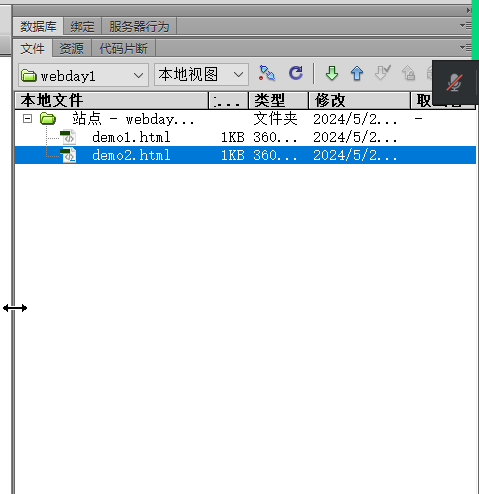 数据库 绑定 服务器行为
文件 资源 代码片断
webday1 本地视图
本地文件 ... 类型 修改
站点 - webday... 文件夹 2024/5/2... -
demo1.html 1KB 360... 2024/5/2...
demo2.html 1KB 360... 2024/5/2...